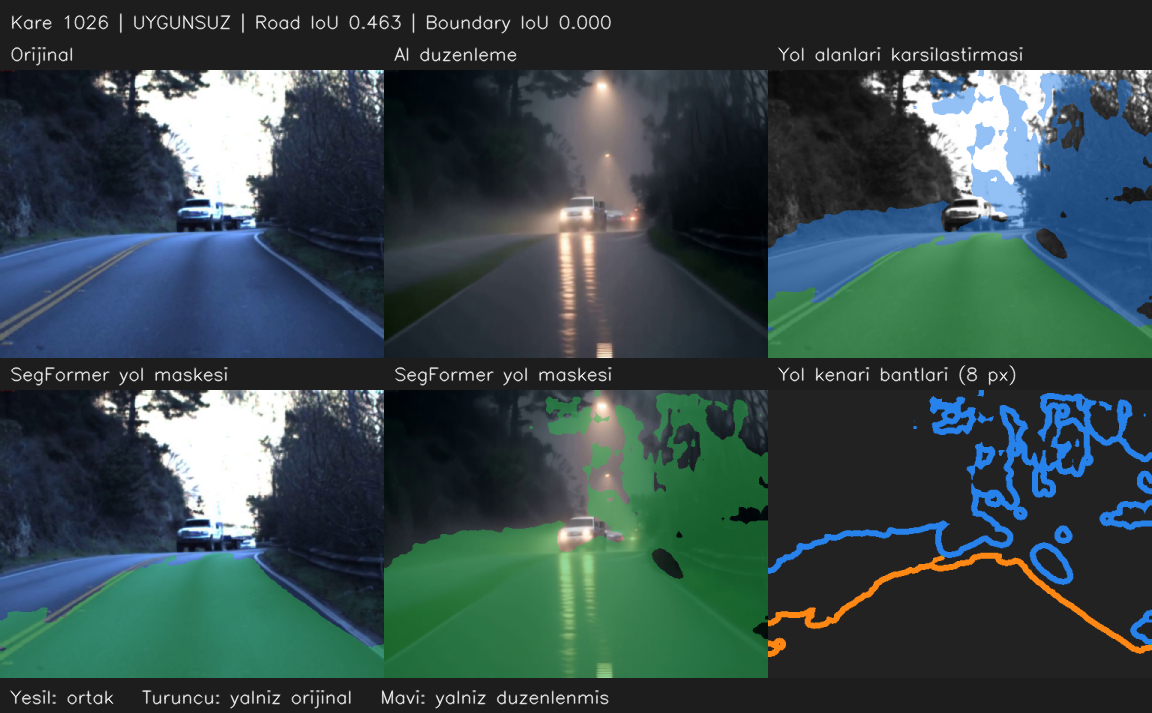 Kare 1026 | UYGUNSUZ | Road IoU 0.463 | Boundary IoU 0.000
Orijinal
AI duzenleme
Yol alanlari karsilastirmasi
SegFormer yol maskesi
SegFormer yol maskesi
Yol kenari bantlari (8 px)
Yesil: ortak Turuncu: yalniz orijinal Mavi: yalniz duzenlenmis